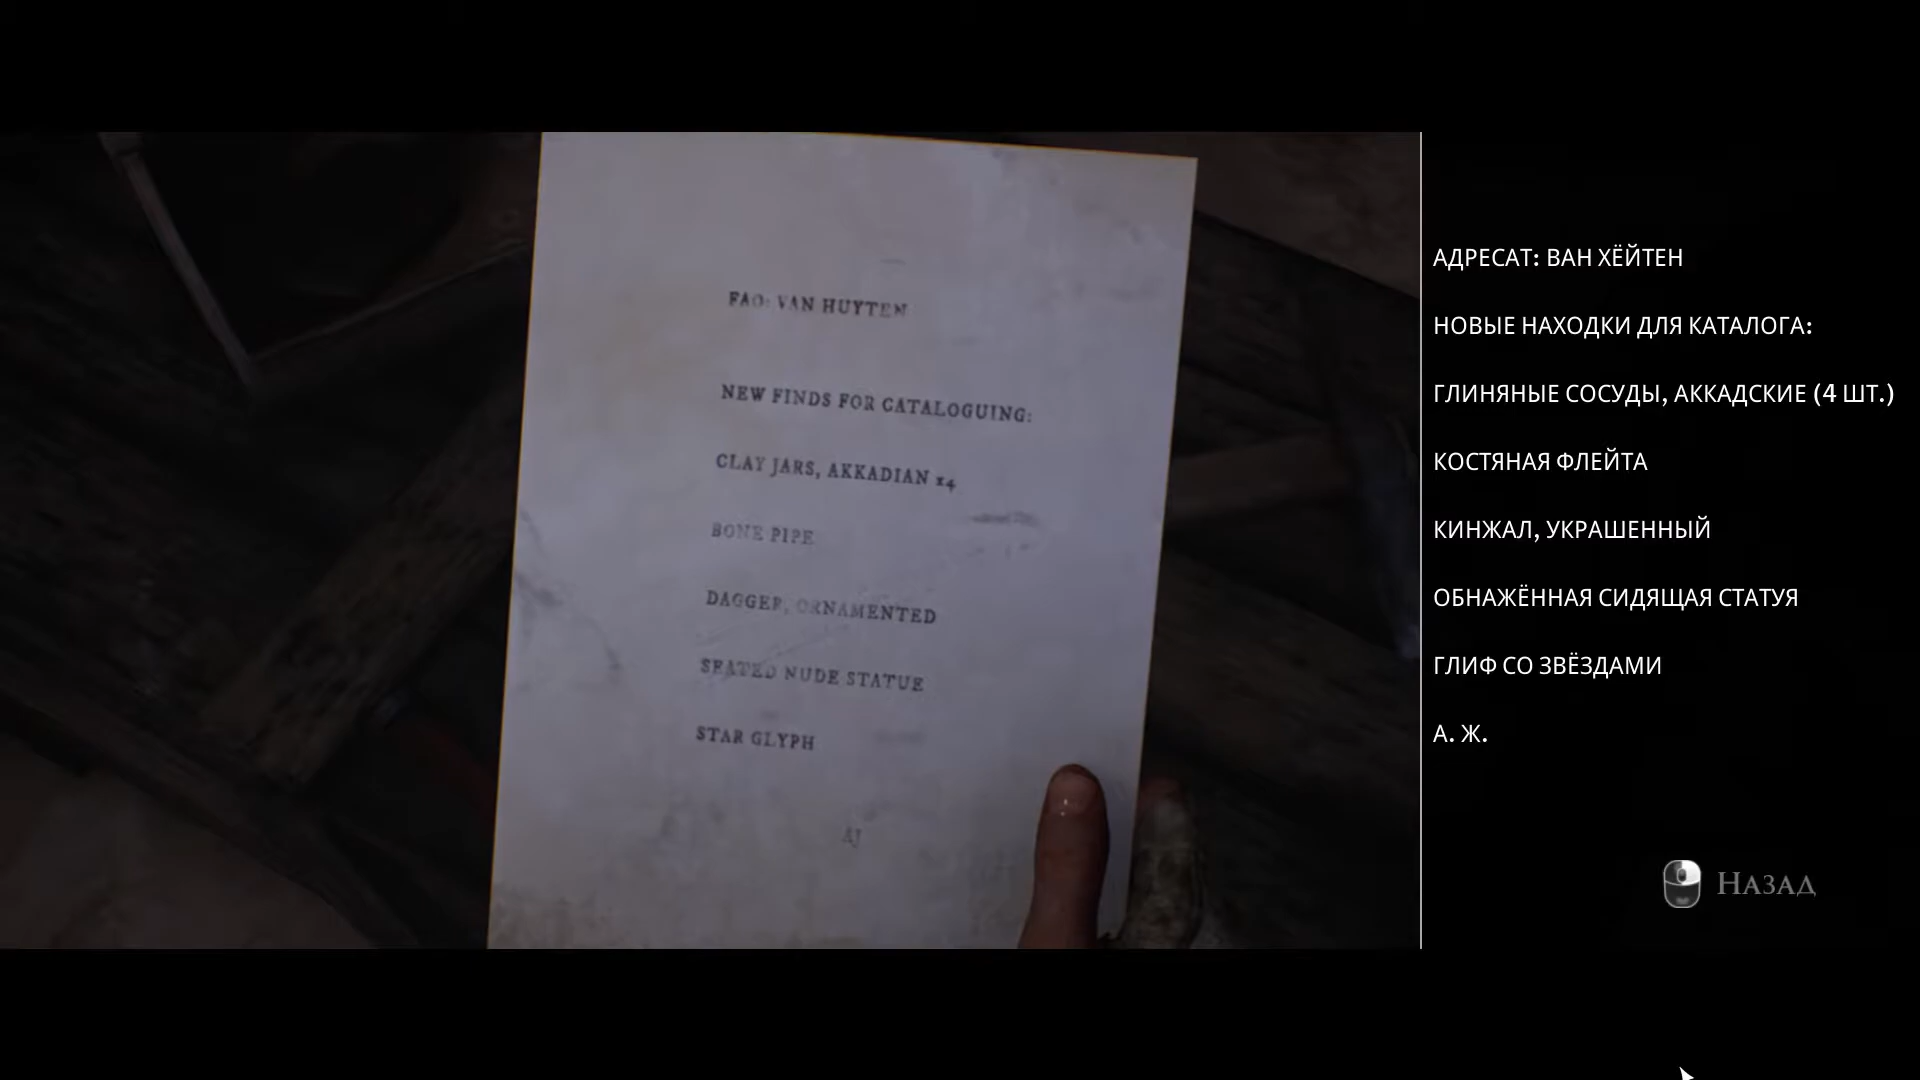 FAO: VAN HUYTEN
NEW FINDS FOR CATALOGUING:
CLAY JARS, AKKADIAN x4
BONE PIPE
DAGGER, ORNAMENTED
SEATED NUDE STATUE
STAR GLYPH
AJ
АДРЕСАТ: ВАН ХЁЙТЕН
НОВЫЕ НАХОДКИ ДЛЯ КАТАЛОГА:
ГЛИНЯНЫЕ СОСУДЫ, АККАДСКИЕ (4 ШТ.)
КОСТЯНАЯ ФЛЕЙТА
КИНЖАЛ, УКРАШЕННЫЙ
ОБНАЖЁННАЯ СИДЯЩАЯ СТАТУЯ
ГЛИФ СО ЗВЁЗДАМИ
А. Ж.
НАЗАД